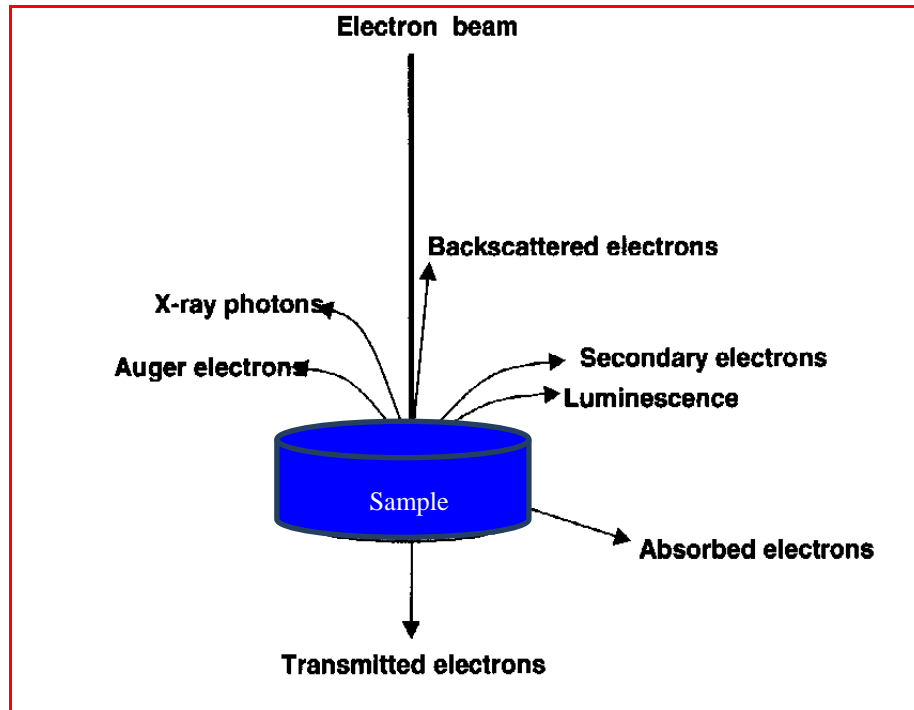 Electron beam
Backscattered electrons
X-ray photons
Secondary electrons
Auger electrons
Luminescence
Sample
Absorbed electrons
Transmitted electrons